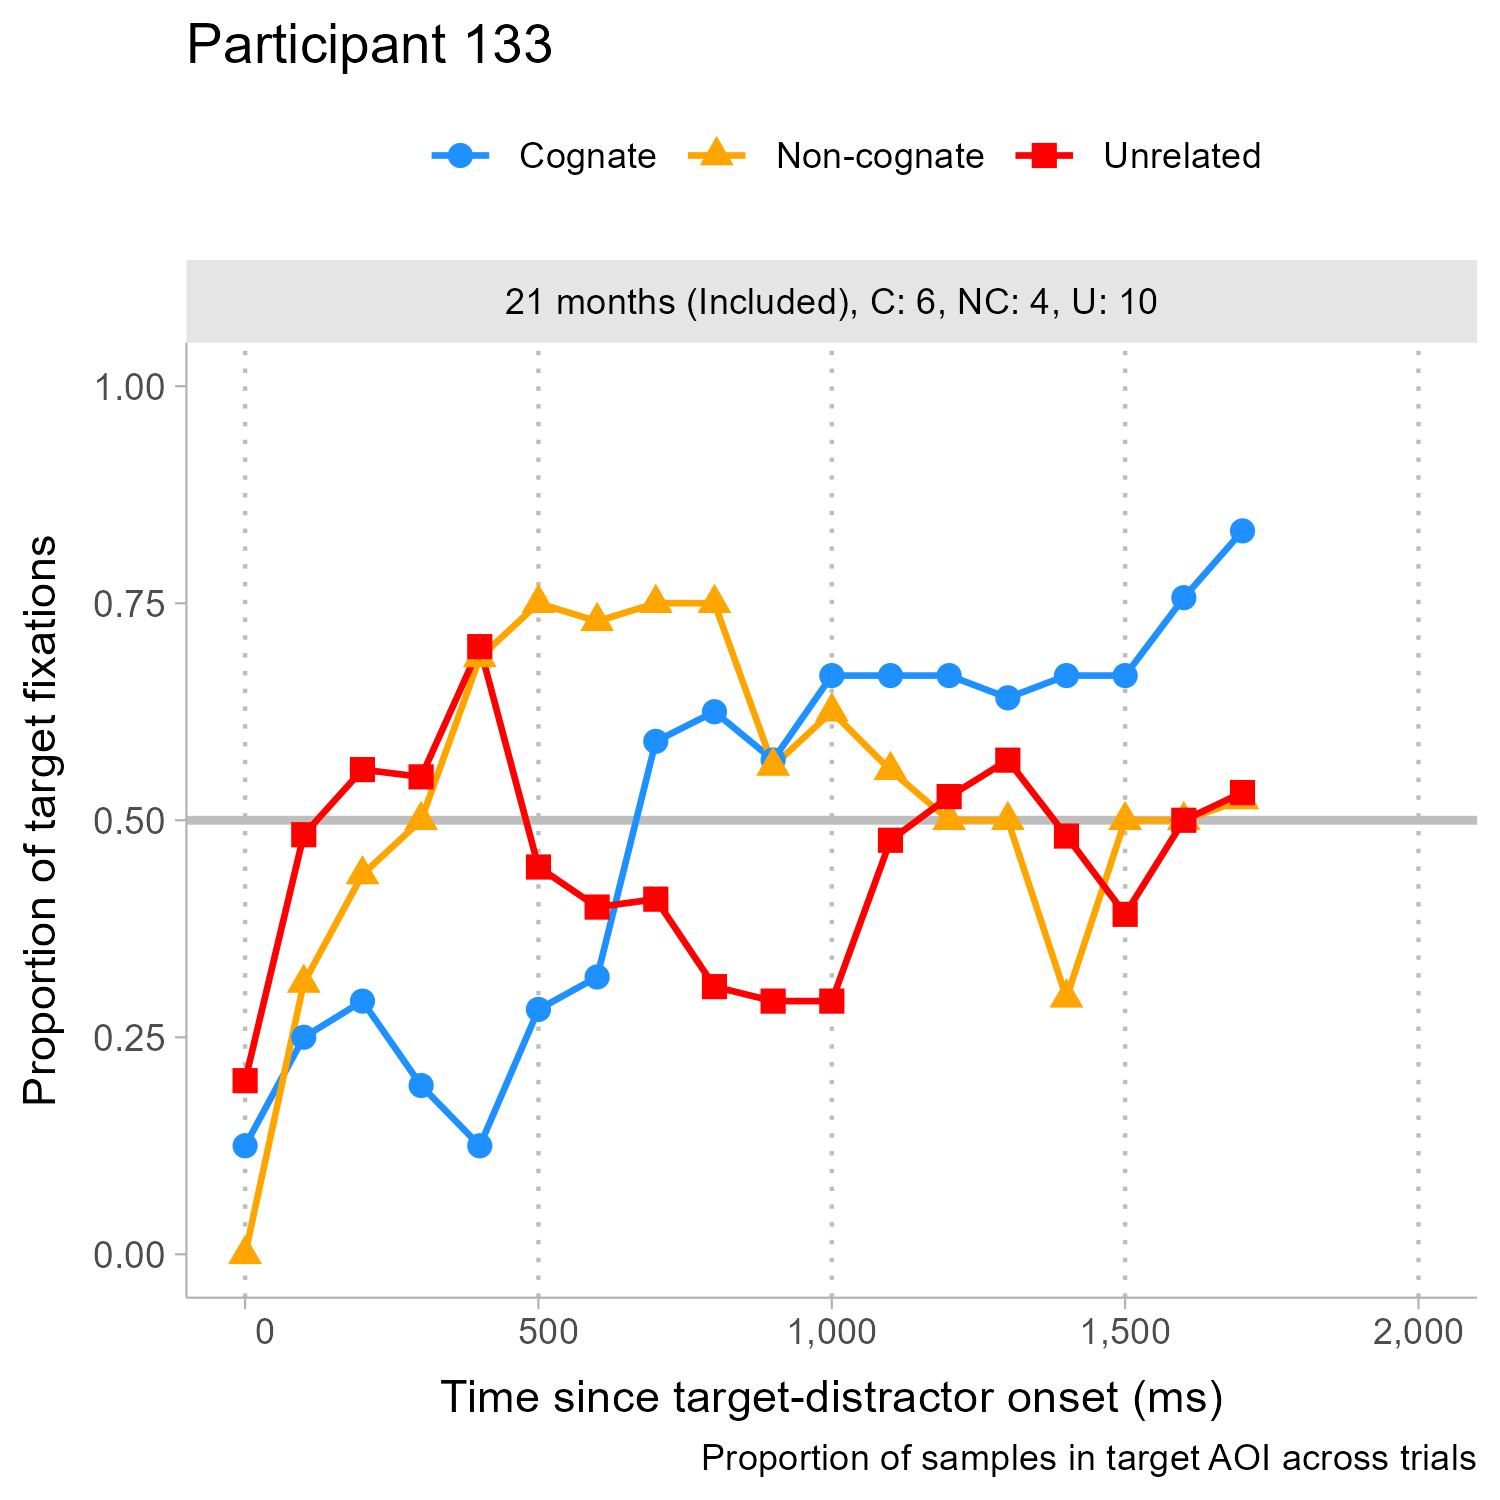 Participant 133
Cognate Non-cognate Unrelated
21 months (Included), C: 6, NC: 4, U: 10
1.00
0.75
0.50
0.25
0.00
Proportion of target fixations
0 500 1,000 1,500 2,000
Time since target-distractor onset (ms)
Proportion of samples in target AOI across trials